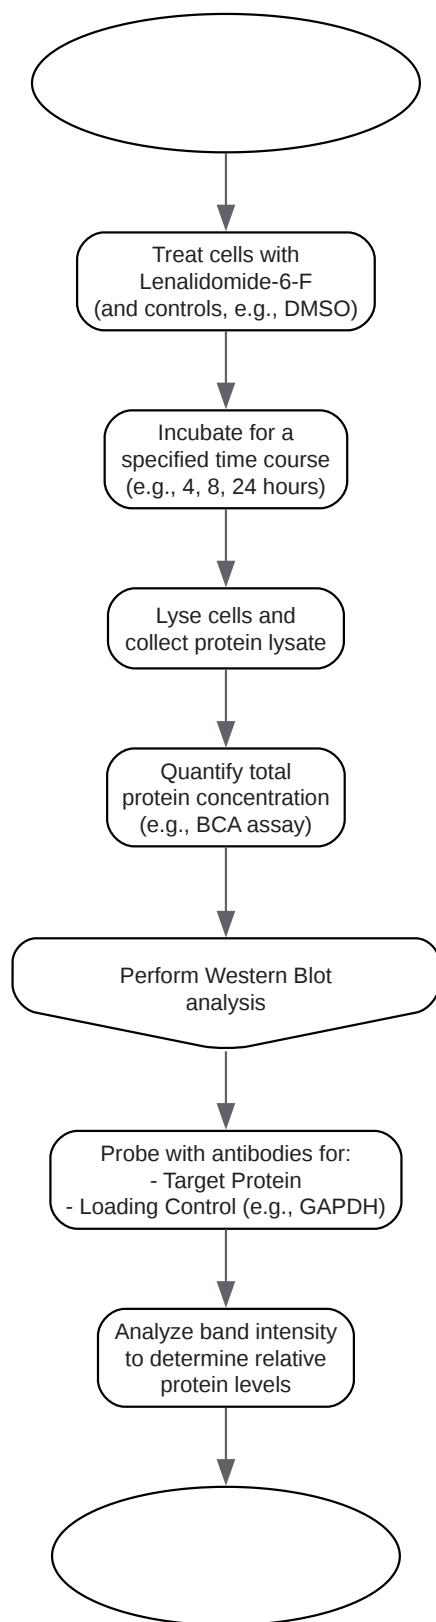 Treat cells with
Lenalidomide-6-F
(and controls, e.g., DMSO)
Incubate for a
specified time course
(e.g., 4, 8, 24 hours)
Lyse cells and
collect protein lysate
Quantify total
protein concentration
(e.g., BCA assay)
Perform Western Blot
analysis
Probe with antibodies for:
- Target Protein
- Loading Control (e.g., GAPDH)
Analyze band intensity
to determine relative
protein levels